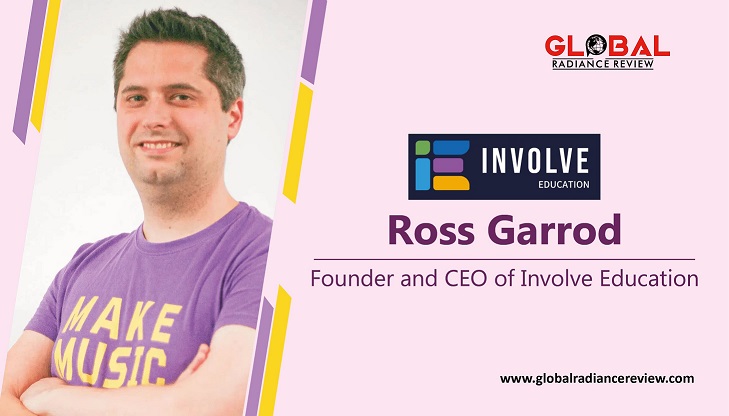 GLOBAL
RADIANCE REVIEW
INVOLVE
EDUCATION
Ross Garrod
Founder and CEO of Involve Education
MAKE
MUSIC
www.globalradiancereview.com